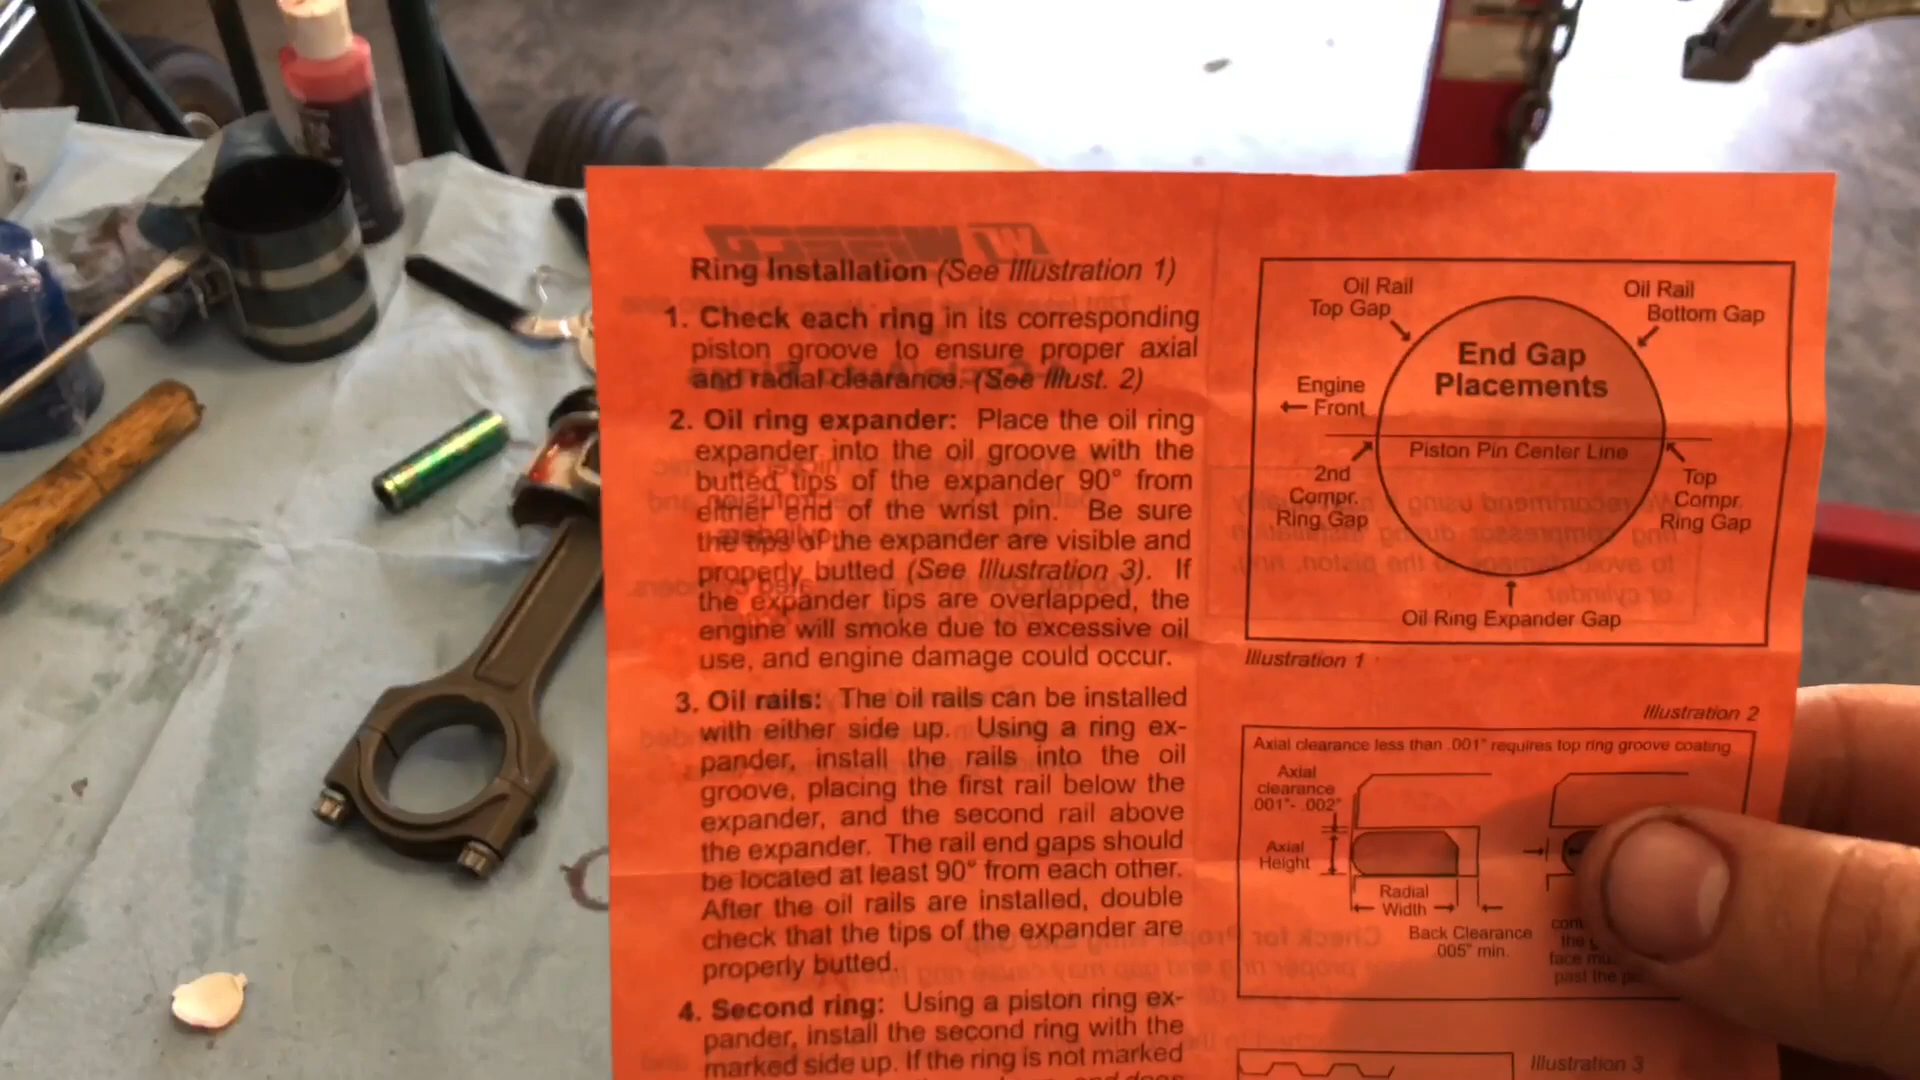 Ring Installation (See Illustration 1)
1. Check each ring in its corresponding
piston groove to ensure proper axial
and radial clearance. (See Illust. 2)
2. Oil ring expander: Place the oil ring
expander into the oil groove with the
butted tips of the expander 90° from
either end of the wrist pin. Be sure
the tips of the expander are visible and
properly butted (See Illustration 3). If
the expander tips are overlapped, the
engine will smoke due to excessive oil
use, and engine damage could occur.
3. Oil rails: The oil rails can be installed
with either side up. Using a ring ex-
pander, install the rails into the oil
groove, placing the first rail below the
expander, and the second rail above
the expander. The rail end gaps should
be located at least 90° from each other.
After the oil rails are installed, double
check that the tips of the expander are
properly butted.
4. Second ring: Using a piston ring ex-
pander, install the second ring with the
marked side up. If the ring is not marked
Oil Rail
Top Gap
Oil Rail
Bottom Gap
End Gap
Placements
Engine
Front
Piston Pin Center Line
2nd
Compr.
Ring Gap
Top
Compr.
Ring Gap
Oil Ring Expander Gap
Illustration 1
Illustration 2
Axial clearance less than .001" requires top ring groove coating
Axial
clearance
.001"- .002"
Axial
Height
Radial
Width
Back Clearance
.005" min.
the
face
past the
Illustration 3